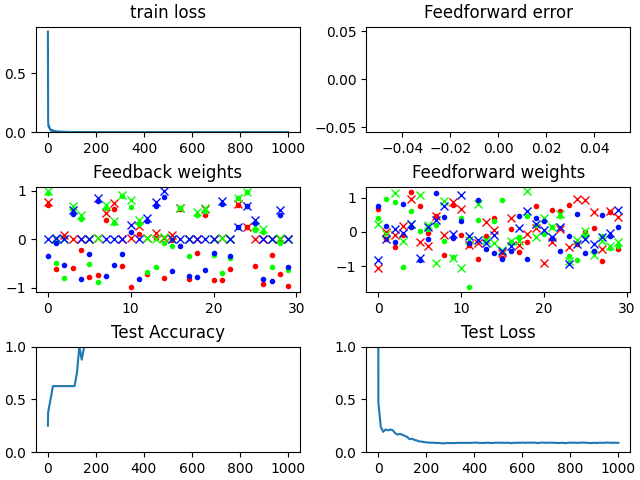 train loss
0.5
0.0
0 200 400 600 800 1000
Feedforward error
0.05
0.00
−0.05
−0.04 −0.02 0.00 0.02 0.04
Feedback weights
1
0
−1
0 10 20 30
Feedforward weights
1
0
−1
0 10 20 30
Test Accuracy
1.0
0.5
0.0
0 200 400 600 800 1000
Test Loss
1.0
0.5
0.0
0 200 400 600 800 1000